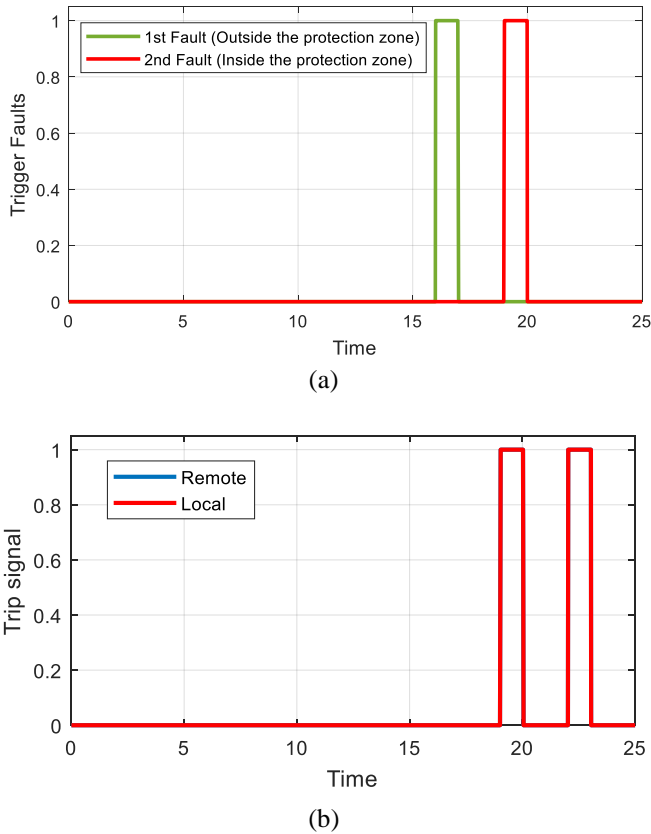 1
0.8
0.6
0.4
0.2
0
Trigger Faults
1st Fault (Outside the protection zone)
2nd Fault (Inside the protection zone)
0 5 10 15 20 25
Time
(a)
1
0.8
0.6
0.4
0.2
0
Trip signal
Remote
Local
0 5 10 15 20 25
Time
(b)